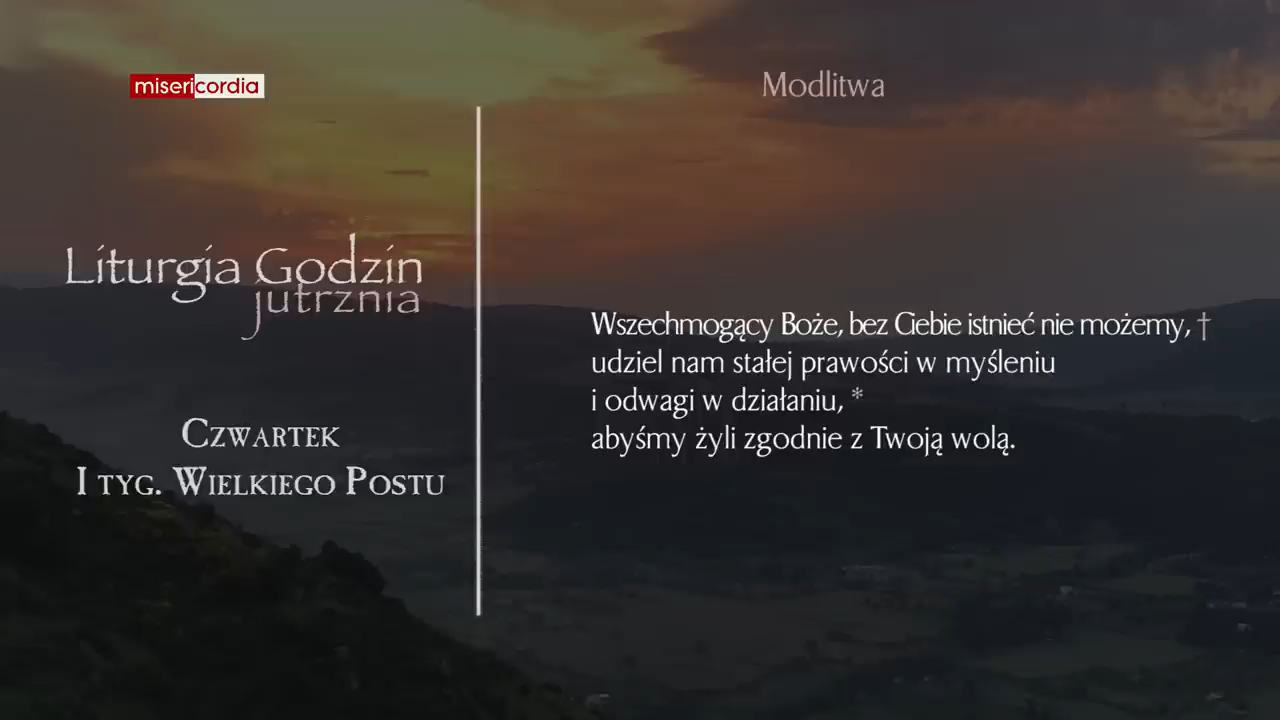 misericordia
Modlitwa
Liturgia Godzin
jutrznia
Czwartek
I tyg. Wielkiego Postu
Wszechmogący Boże, bez Ciebie istnieć nie możemy, †
udziel nam stałej prawości w myśleniu
i odwagi w działaniu, *
abyśmy żyli zgodnie z Twoją wolą.